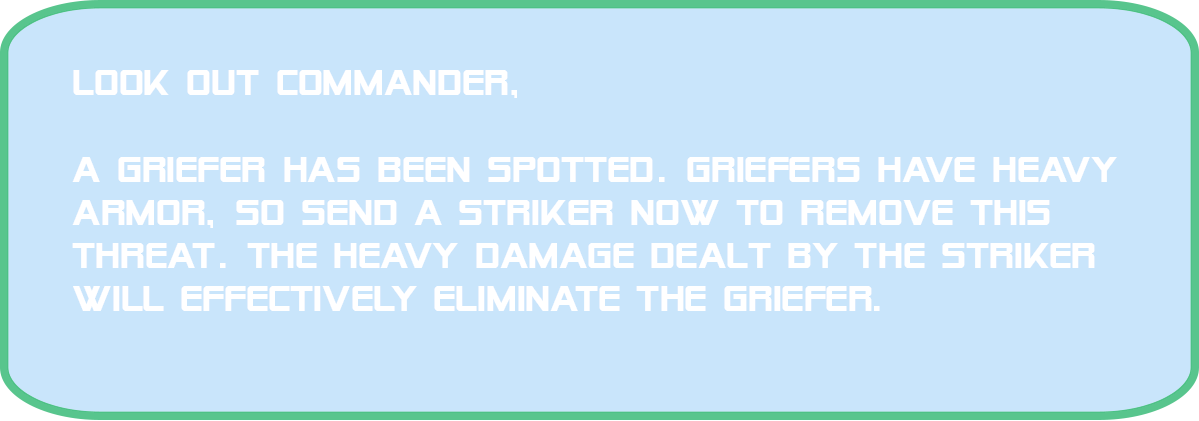 LOOK OUT COMMANDER,
A GRIEFER HAS BEEN SPOTTED. GRIEFERS HAVE HEAVY
ARMOR, SO SEND A STRIKER NOW TO REMOVE THIS
THREAT. THE HEAVY DAMAGE DEALT BY THE STRIKER
WILL EFFECTIVELY ELIMINATE THE GRIEFER.